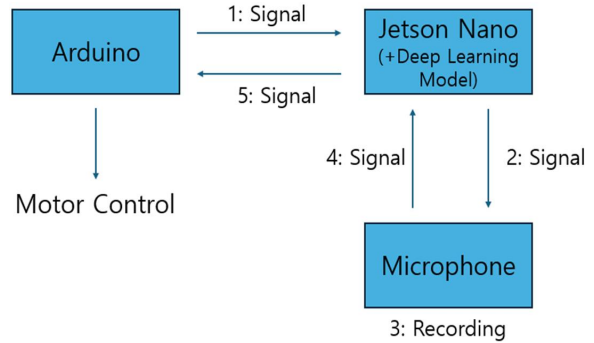 1: Signal
Arduino
Jetson Nano
(+Deep Learning
Model)
5: Signal
4: Signal
2: Signal
Motor Control
Microphone
3: Recording